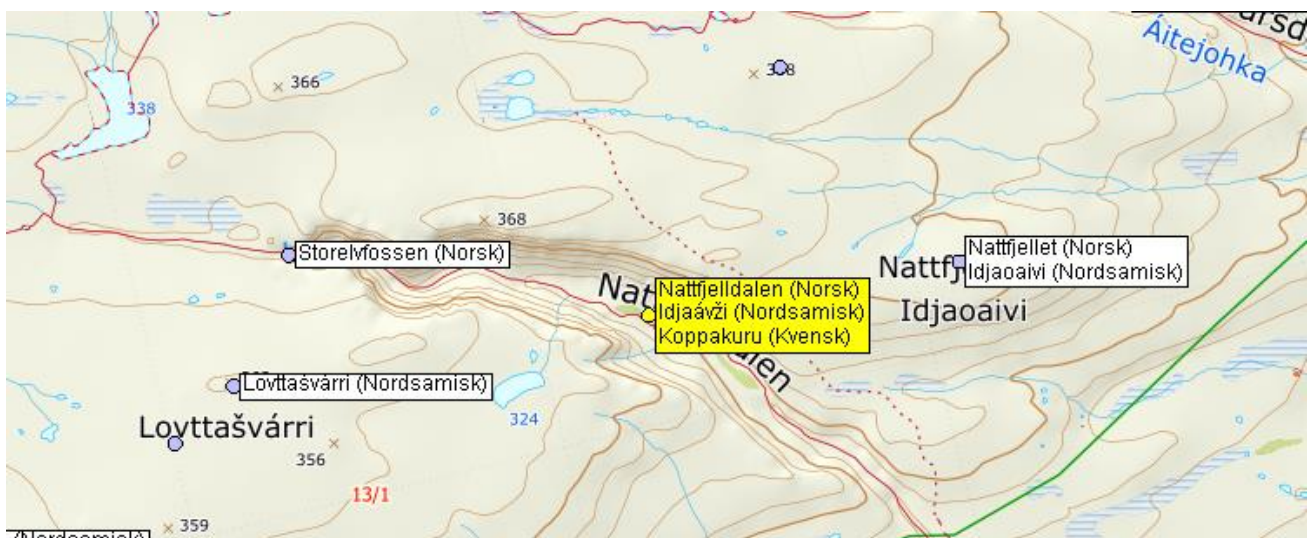 Áitejohka
366
338
368
Storelvfossen (Norsk)
Nattfjellet (Norsk)
Idjaoaivi (Nordsamisk)
Idjaoaivi
Nattfjelldalen (Norsk)
Idjaávži (Nordsamisk)
Koppakuru (Kvensk)
Lovttašvárri (Nordsamisk)
324
Lovttašvárri
356
13/1
359
(Nordsamisk)